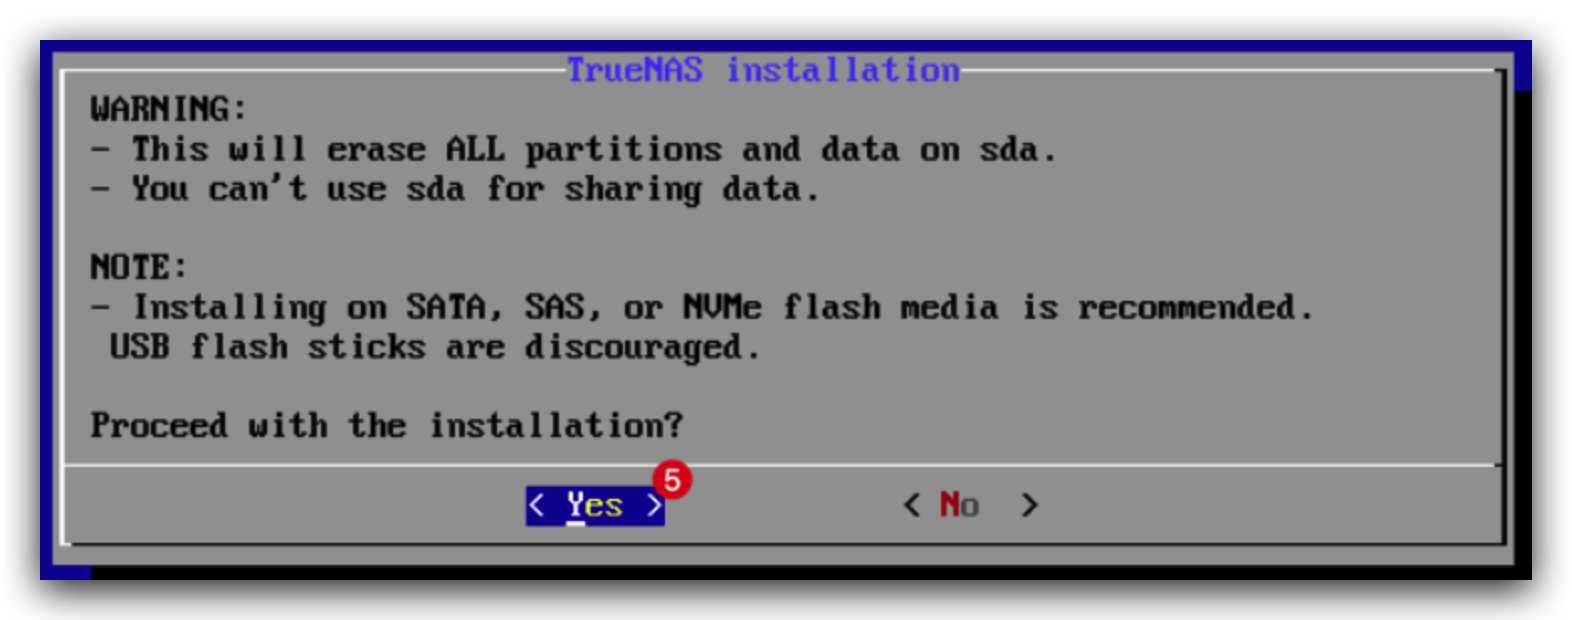 TrueNAS installation
WARNING:
- This will erase ALL partitions and data on sda.
- You can't use sda for sharing data.
NOTE:
- Installing on SATA, SAS, or NVMe flash media is recommended.
USB flash sticks are discouraged.
Proceed with the installation?
5
< Yes > < No >